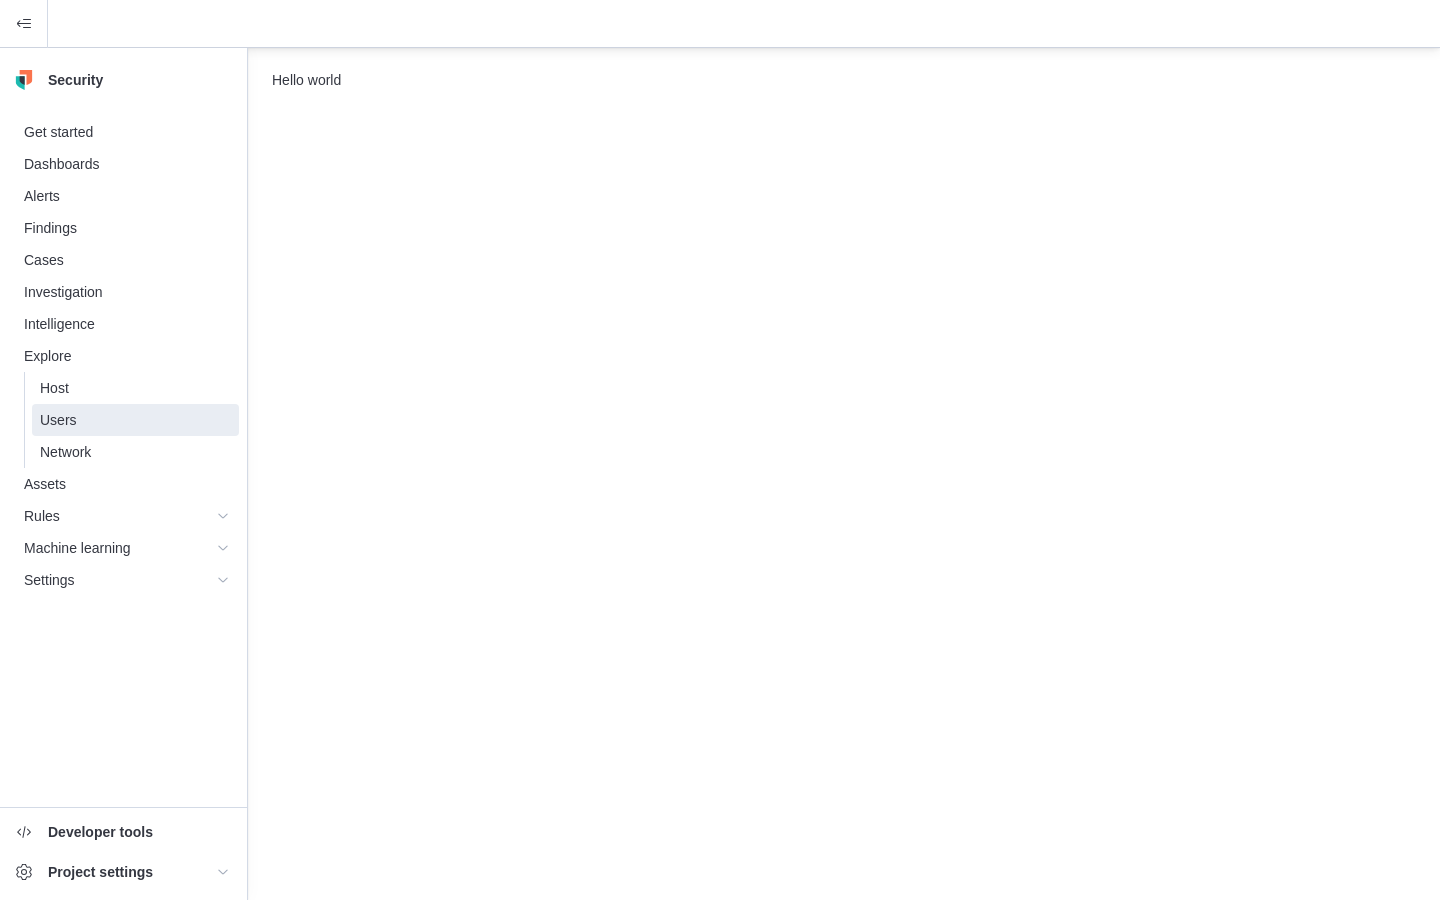 Security
Hello world
Get started
Dashboards
Alerts
Findings
Cases
Investigation
Intelligence
Explore
Host
Users
Network
Assets
Rules
Machine learning
Settings
Developer tools
Project settings